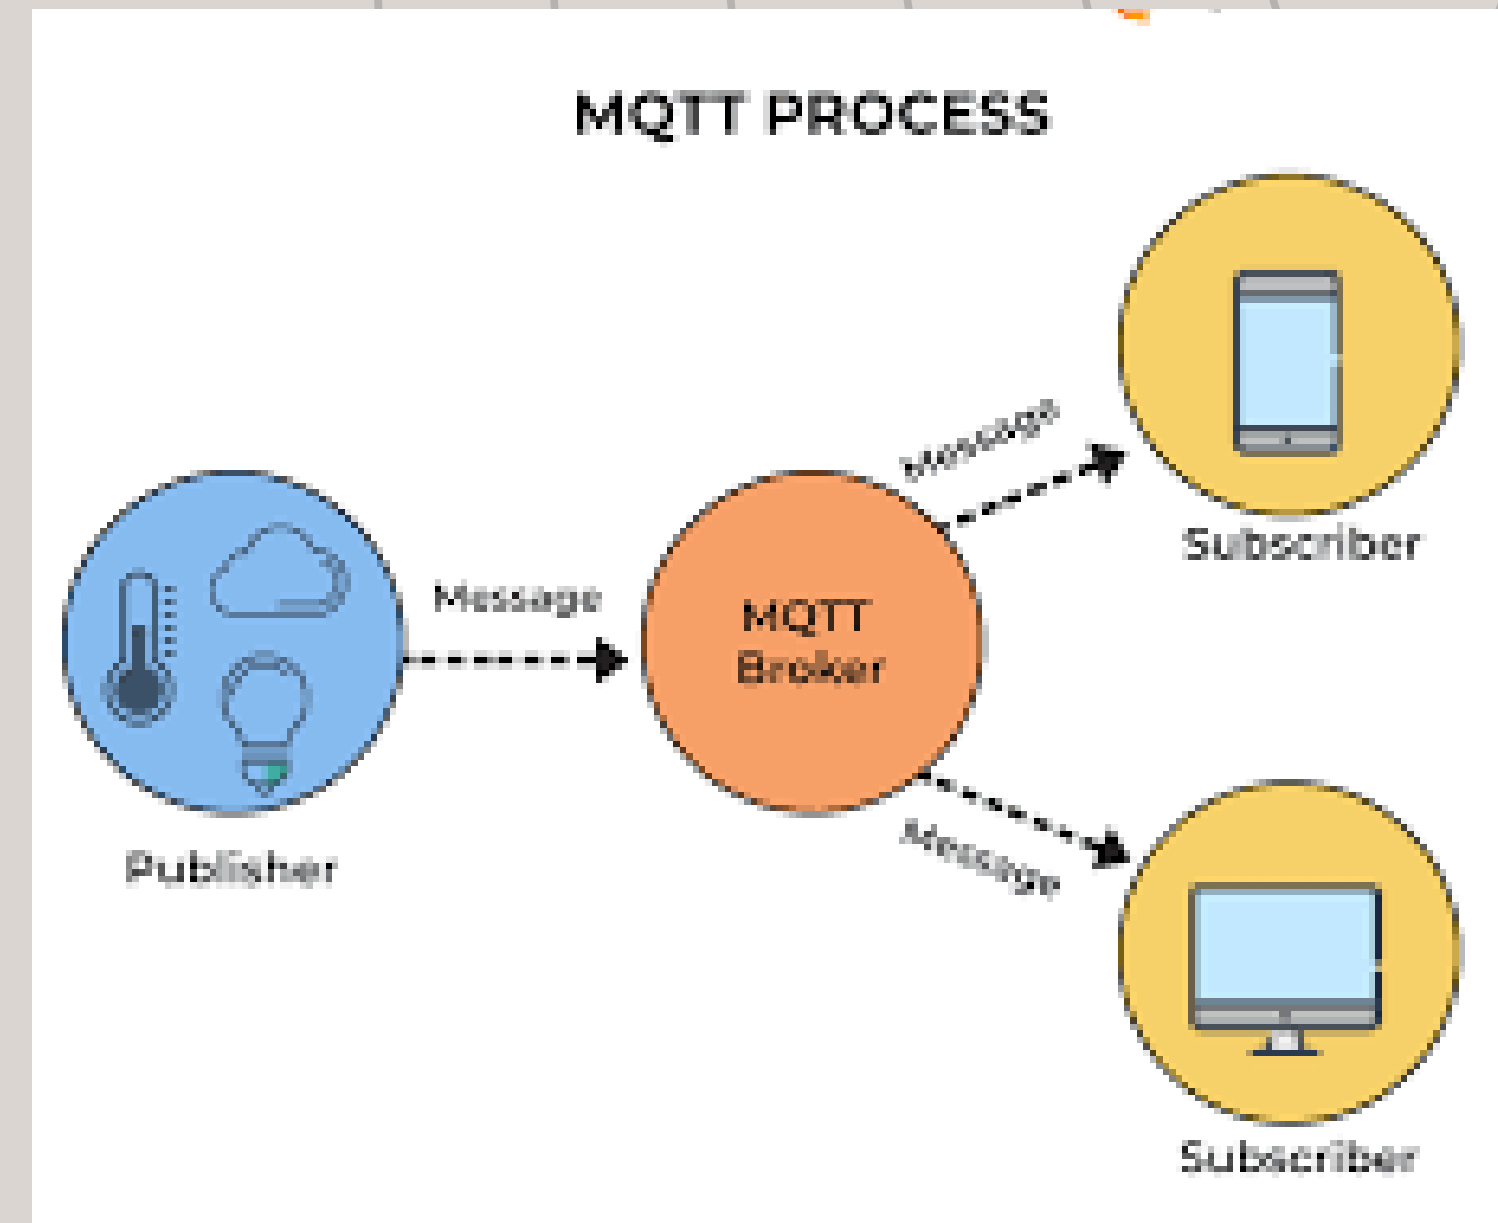 MQTT PROCESS
Message
Subscriber
Message
MQTT
Broker
Publisher
Message
Subscriber